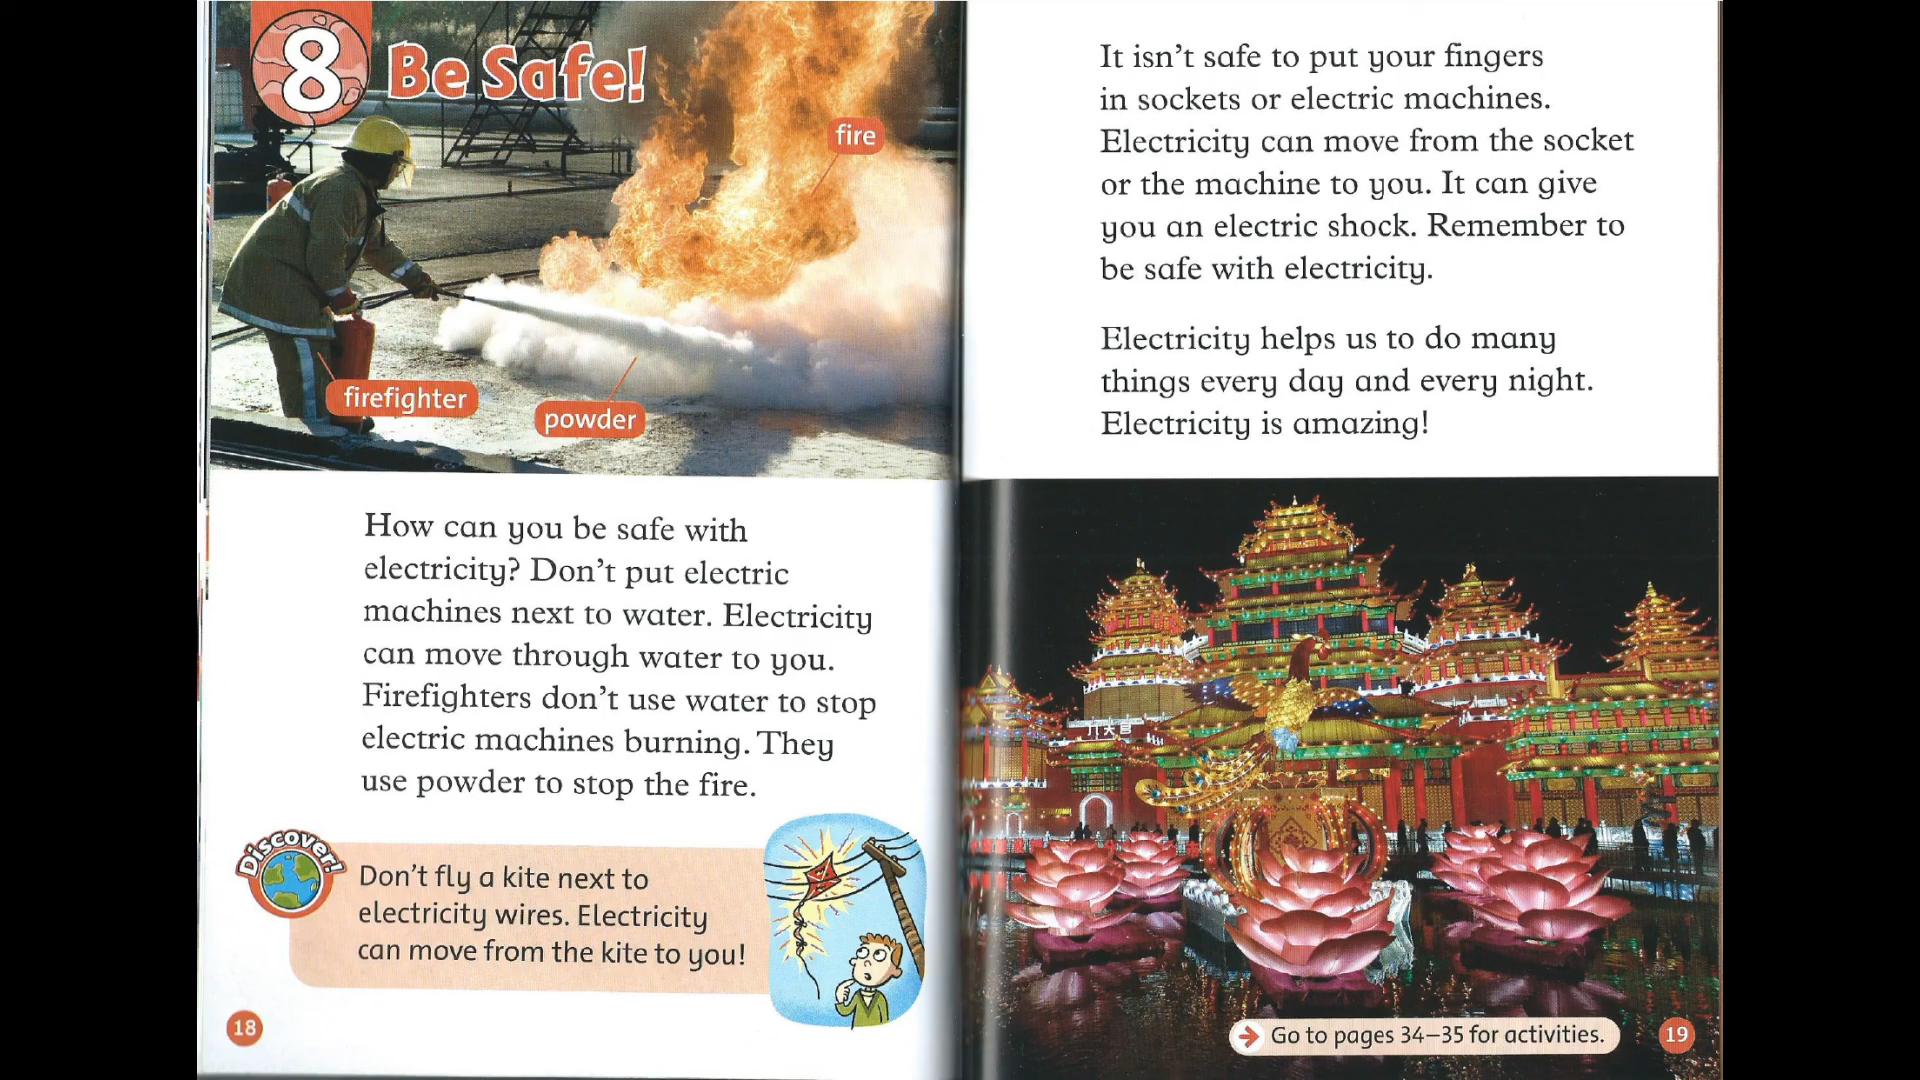 8
Be Safe!
fire
firefighter
powder
How can you be safe with
electricity? Don't put electric
machines next to water. Electricity
can move through water to you.
Firefighters don't use water to stop
electric machines burning. They
use powder to stop the fire.
Discover!
Don't fly a kite next to
electricity wires. Electricity
can move from the kite to you!
18
It isn't safe to put your fingers
in sockets or electric machines.
Electricity can move from the socket
or the machine to you. It can give
you an electric shock. Remember to
be safe with electricity.
Electricity helps us to do many
things every day and every night.
Electricity is amazing!
Go to pages 34–35 for activities.
19